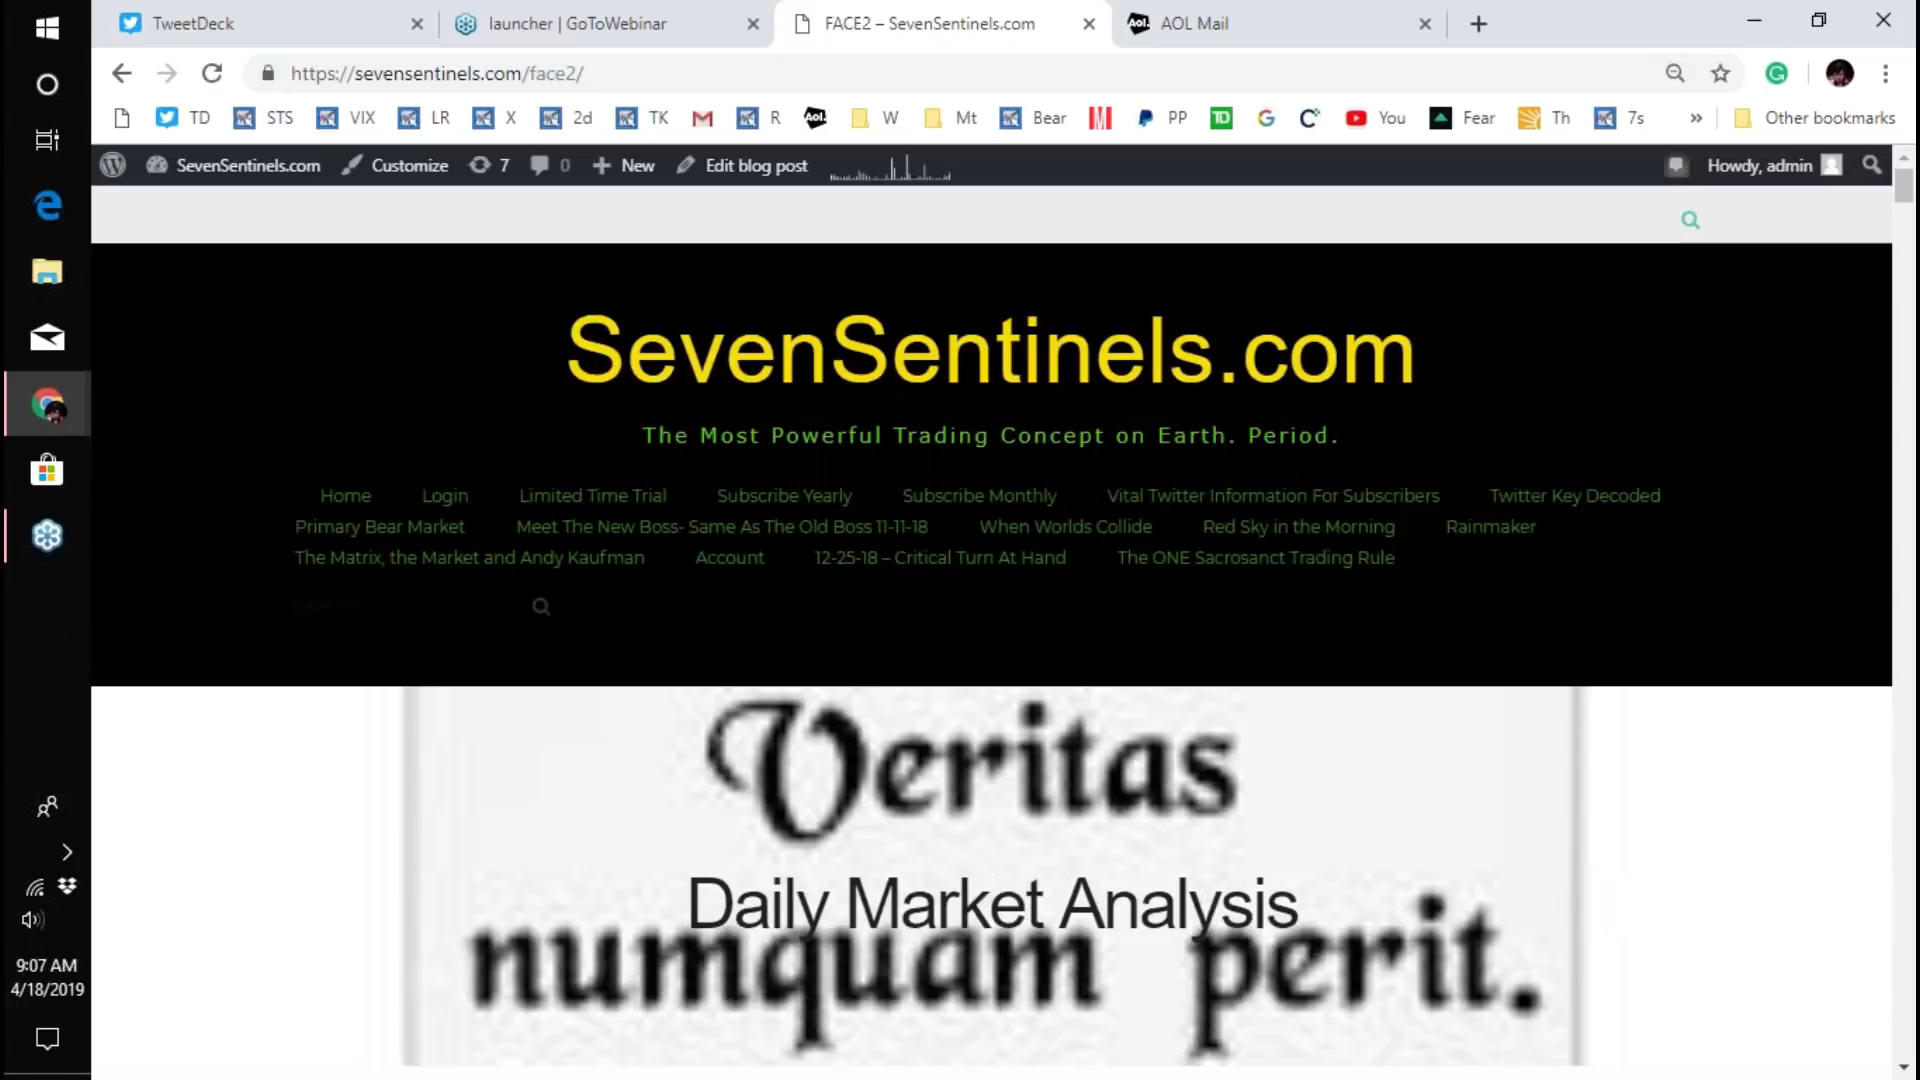 TweetDeck
launcher | GoToWebinar
FACE2 – SevenSentinels.com
Aol.
AOL Mail
https://sevensentinels.com/face2/
TD STS VIX LR X 2d TK R Aol. W Mt Bear PP TD You Fear Th 7s » Other bookmarks
SevenSentinels.com Customize 7 0 New Edit blog post Howdy, admin
SevenSentinels.com
The Most Powerful Trading Concept on Earth. Period.
Home Login Limited Time Trial Subscribe Yearly Subscribe Monthly Vital Twitter Information For Subscribers Twitter Key Decoded
Primary Bear Market Meet The New Boss- Same As The Old Boss 11-11-18 When Worlds Collide Red Sky in the Morning Rainmaker
The Matrix, the Market and Andy Kaufman Account 12-25-18 – Critical Turn At Hand The ONE Sacrosanct Trading Rule
Veritas
Daily Market Analysis
numquam perit.
9:07 AM
4/18/2019